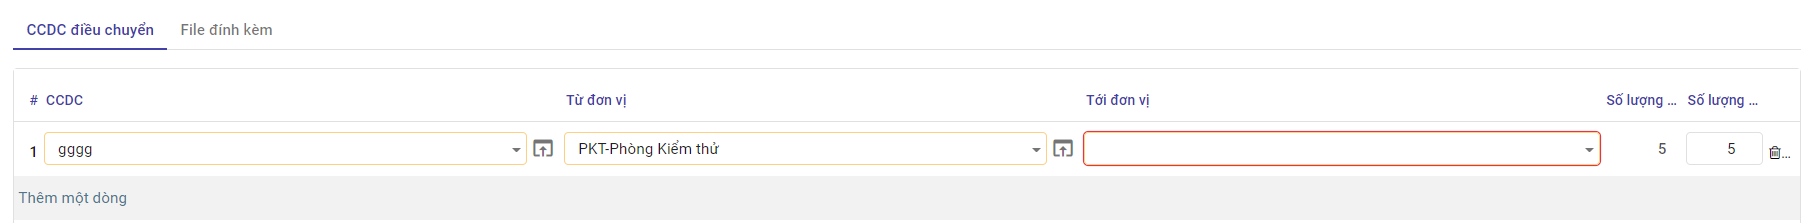 CCDC điều chuyển File đính kèm
# CCDC Từ đơn vị Tới đơn vị Số lượng ... Số lượng ...
1 gggg PKT-Phòng Kiểm thử 5 5 ...
Thêm một dòng